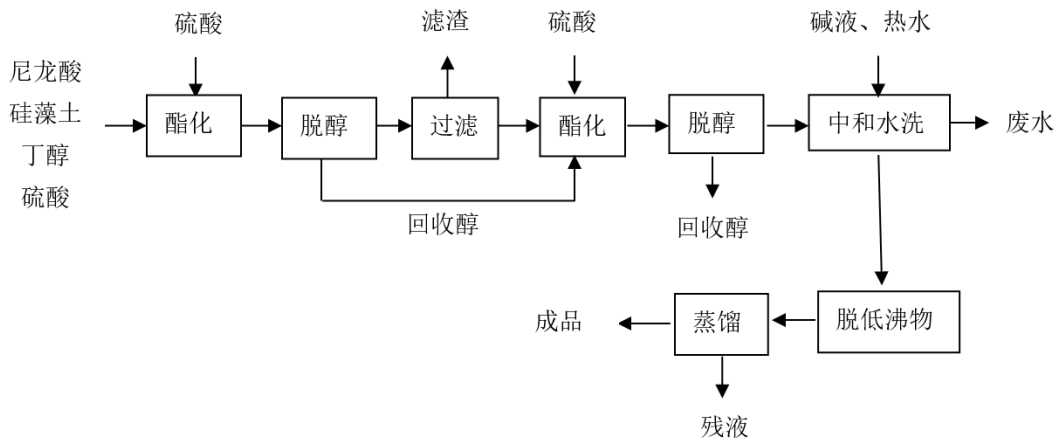 硫酸
滤渣
硫酸
碱液、热水
尼龙酸
硅藻土
丁醇
硫酸
酯化
脱醇
过滤
酯化
脱醇
中和水洗
废水
回收醇
回收醇
成品
蒸馏
脱低沸物
残液